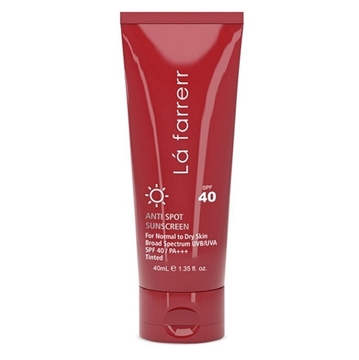 Lá farrerr
SPF
40
ANTI SPOT
SUNSCREEN
For Normal to Dry Skin
Broad Spectrum UVB/UVA
SPF 40 / PA+++
Tinted
40mL ℮ 1.35 fl. oz.